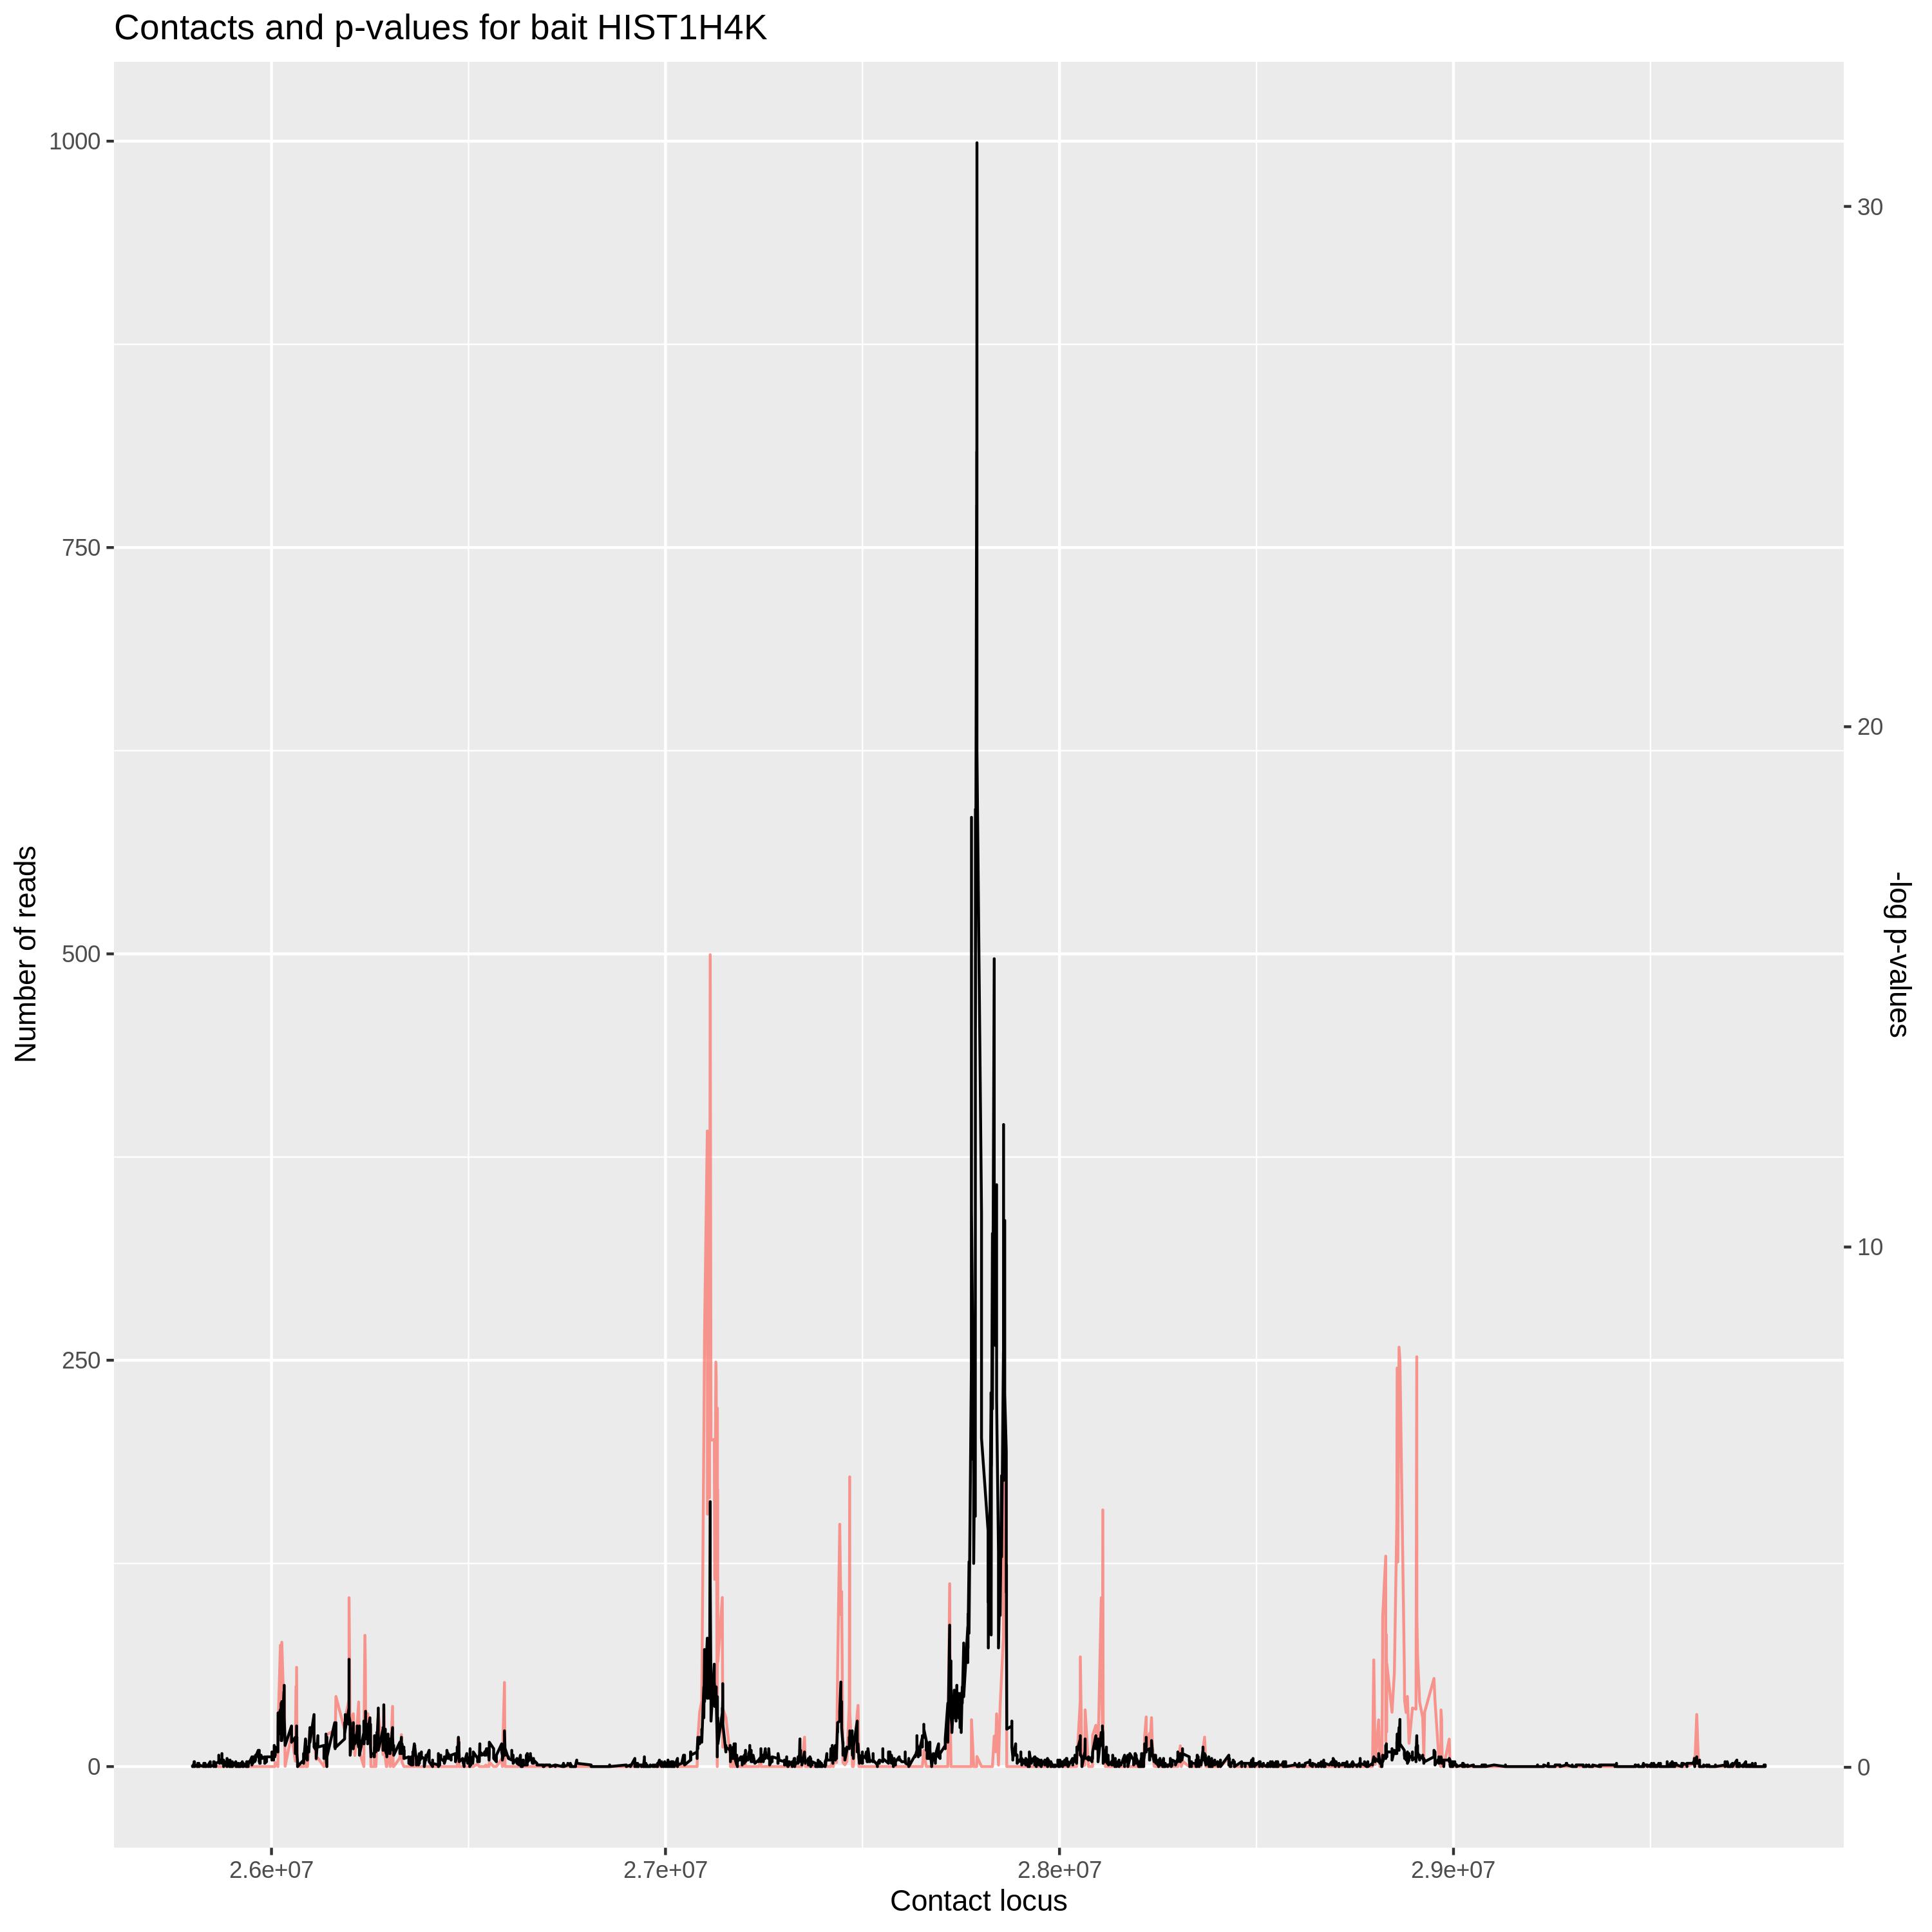 Contacts and p-values for bait HIST1H4K
1000
750
500
250
0
Number of reads
30
20
10
0
-log p-values
2.6e+07
2.7e+07
2.8e+07
2.9e+07
Contact locus